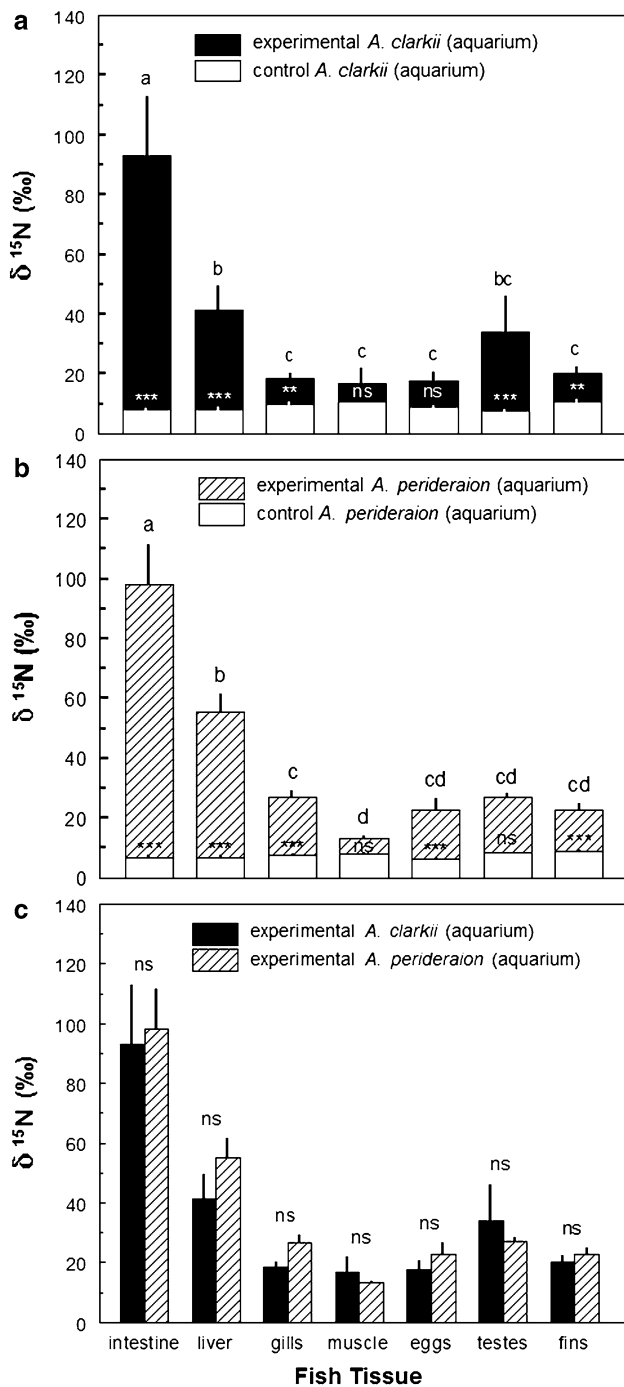 a
140
experimental A. clarkii (aquarium)
control A. clarkii (aquarium)
120
100
80
60
40
20
0
δ 15N (‰)
a
b
c
c
c
bc
c
***
***
**
ns
ns
***
**
b
140
experimental A. perideraion (aquarium)
control A. perideraion (aquarium)
120
100
80
60
40
20
0
δ 15N (‰)
a
b
c
d
cd
cd
cd
***
***
***
ns
***
ns
***
c
140
experimental A. clarkii (aquarium)
experimental A. perideraion (aquarium)
120
100
80
60
40
20
0
δ 15N (‰)
ns
ns
ns
ns
ns
ns
ns
intestine liver gills muscle eggs testes fins
Fish Tissue